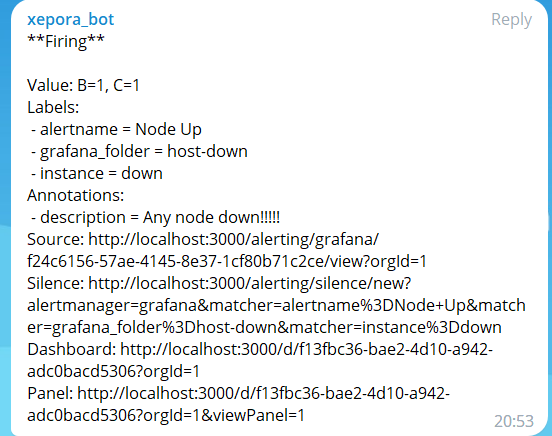 xepora_bot Reply
**Firing**
Value: B=1, C=1
Labels:
- alertname = Node Up
- grafana_folder = host-down
- instance = down
Annotations:
- description = Any node down!!!!!
Source: http://localhost:3000/alerting/grafana/
f24c6156-57ae-4145-8e37-1cf80b71c2ce/view?orgId=1
Silence: http://localhost:3000/alerting/silence/new?
alertmanager=grafana&matcher=alertname%3DNode+Up&match
er=grafana_folder%3Dhost-down&matcher=instance%3Ddown
Dashboard: http://localhost:3000/d/f13fbc36-bae2-4d10-a942-
adc0bacd5306?orgId=1
Panel: http://localhost:3000/d/f13fbc36-bae2-4d10-a942-
adc0bacd5306?orgId=1&viewPanel=1
20:53